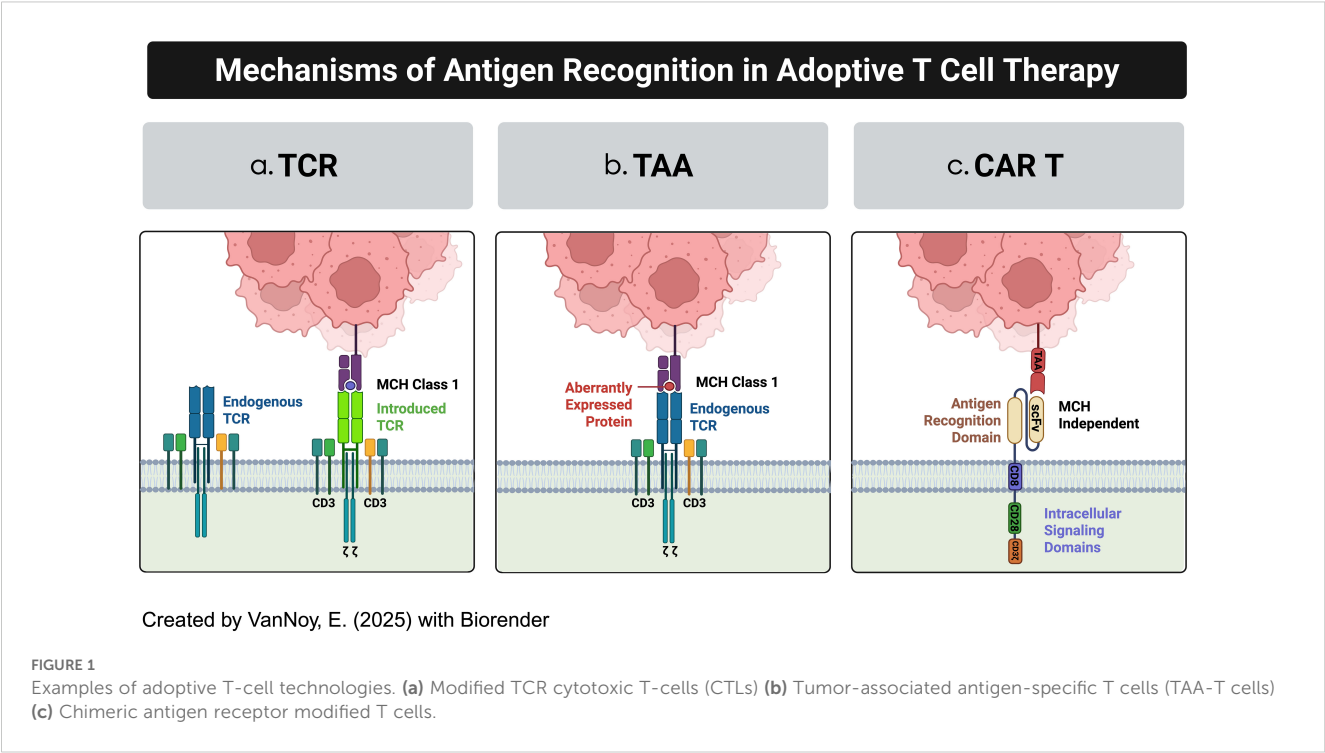 Mechanisms of Antigen Recognition in Adoptive T Cell Therapy
a. TCR
b. TAA
c. CAR T
Endogenous
TCR
MCH Class 1
Introduced
TCR
CD3
CD3
ζ ζ
Aberrantly
Expressed
Protein
MCH Class 1
Endogenous
TCR
CD3
CD3
ζ ζ
TAA
Antigen
Recognition
Domain
scFv
MCH
Independent
CD8
CD28
CD3ζ
Intracellular
Signaling
Domains
Created by VanNoy, E. (2025) with Biorender
FIGURE 1
Examples of adoptive T-cell technologies. (a) Modified TCR cytotoxic T-cells (CTLs) (b) Tumor-associated antigen-specific T cells (TAA-T cells)
(c) Chimeric antigen receptor modified T cells.